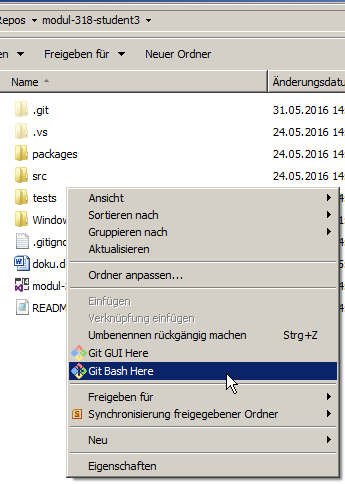 Repos ▸ modul-318-student3 ▸
en ▾ Freigeben für ▾ Neuer Ordner
Name Änderungsdatu
.git 31.05.2016 14:
.vs 24.05.2016 14:
packages 24.05.2016 14:
src 24.05.2016 14:
tests
Window
.gitigno
doku.d
modul-3
READM
Ansicht
Sortieren nach
Gruppieren nach
Aktualisieren
Ordner anpassen...
Einfügen
Verknüpfung einfügen
Umbenennen rückgängig machen Strg+Z
Git GUI Here
Git Bash Here
Freigeben für
Synchronisierung freigegebener Ordner
Neu
Eigenschaften